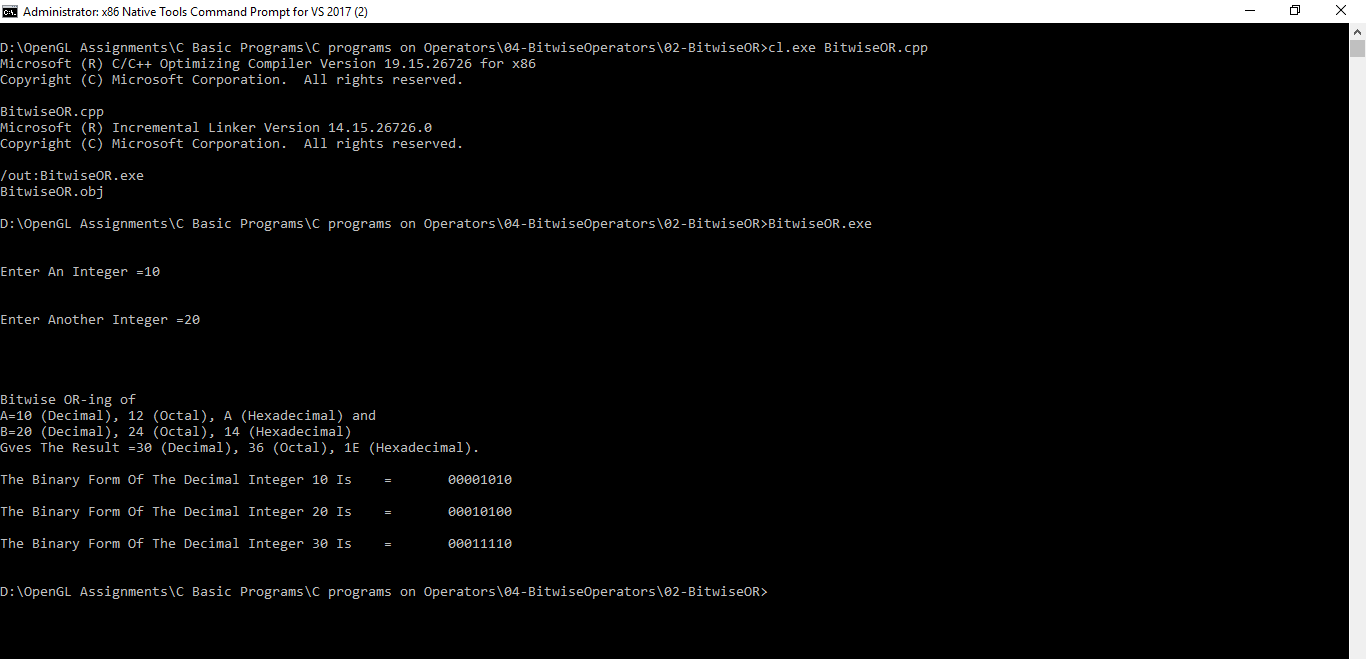 Administrator: x86 Native Tools Command Prompt for VS 2017 (2)
D:\OpenGL Assignments\C Basic Programs\C programs on Operators\04-BitwiseOperators\02-BitwiseOR>cl.exe BitwiseOR.cpp
Microsoft (R) C/C++ Optimizing Compiler Version 19.15.26726 for x86
Copyright (C) Microsoft Corporation.  All rights reserved.
BitwiseOR.cpp
Microsoft (R) Incremental Linker Version 14.15.26726.0
Copyright (C) Microsoft Corporation.  All rights reserved.
/out:BitwiseOR.exe
BitwiseOR.obj
D:\OpenGL Assignments\C Basic Programs\C programs on Operators\04-BitwiseOperators\02-BitwiseOR>BitwiseOR.exe
Enter An Integer =10
Enter Another Integer =20
Bitwise OR-ing of
A=10 (Decimal), 12 (Octal), A (Hexadecimal) and
B=20 (Decimal), 24 (Octal), 14 (Hexadecimal)
Gves The Result =30 (Decimal), 36 (Octal), 1E (Hexadecimal).
The Binary Form Of The Decimal Integer 10 Is    =       00001010
The Binary Form Of The Decimal Integer 20 Is    =       00010100
The Binary Form Of The Decimal Integer 30 Is    =       00011110
D:\OpenGL Assignments\C Basic Programs\C programs on Operators\04-BitwiseOperators\02-BitwiseOR>